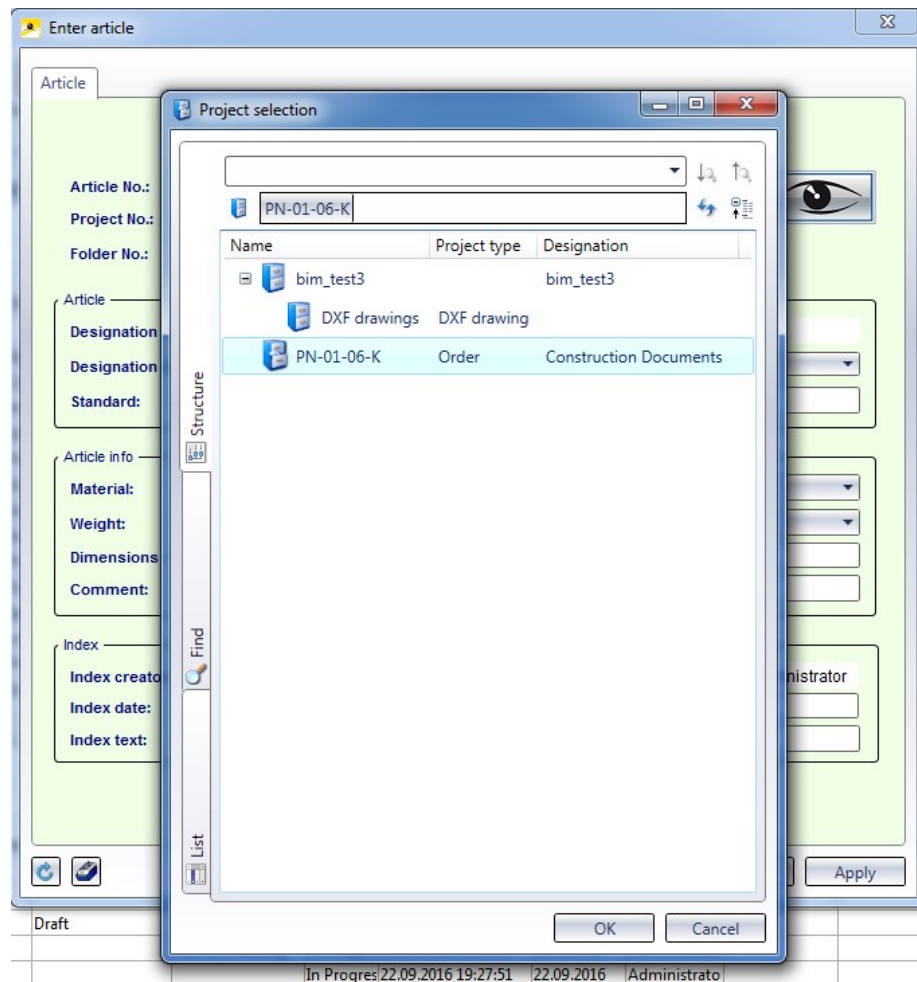 Enter article
Article
Project selection
Article No.:
Project No.:
Folder No.:
PN-01-06-K
Name Project type Designation
bim_test3 bim_test3
DXF drawings DXF drawing
PN-01-06-K Order Construction Documents
Structure
Find
List
Article
Designation
Designation
Standard:
Article info
Material:
Weight:
Dimensions
Comment:
Index
Index creato
nistrator
Index date:
Index text:
Apply
OK Cancel
Draft
In Progres 22.09.2016 19:27:51 22.09.2016 Administrato